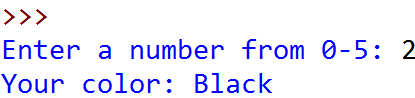 >>>
Enter a number from 0-5: 2
Your color: Black